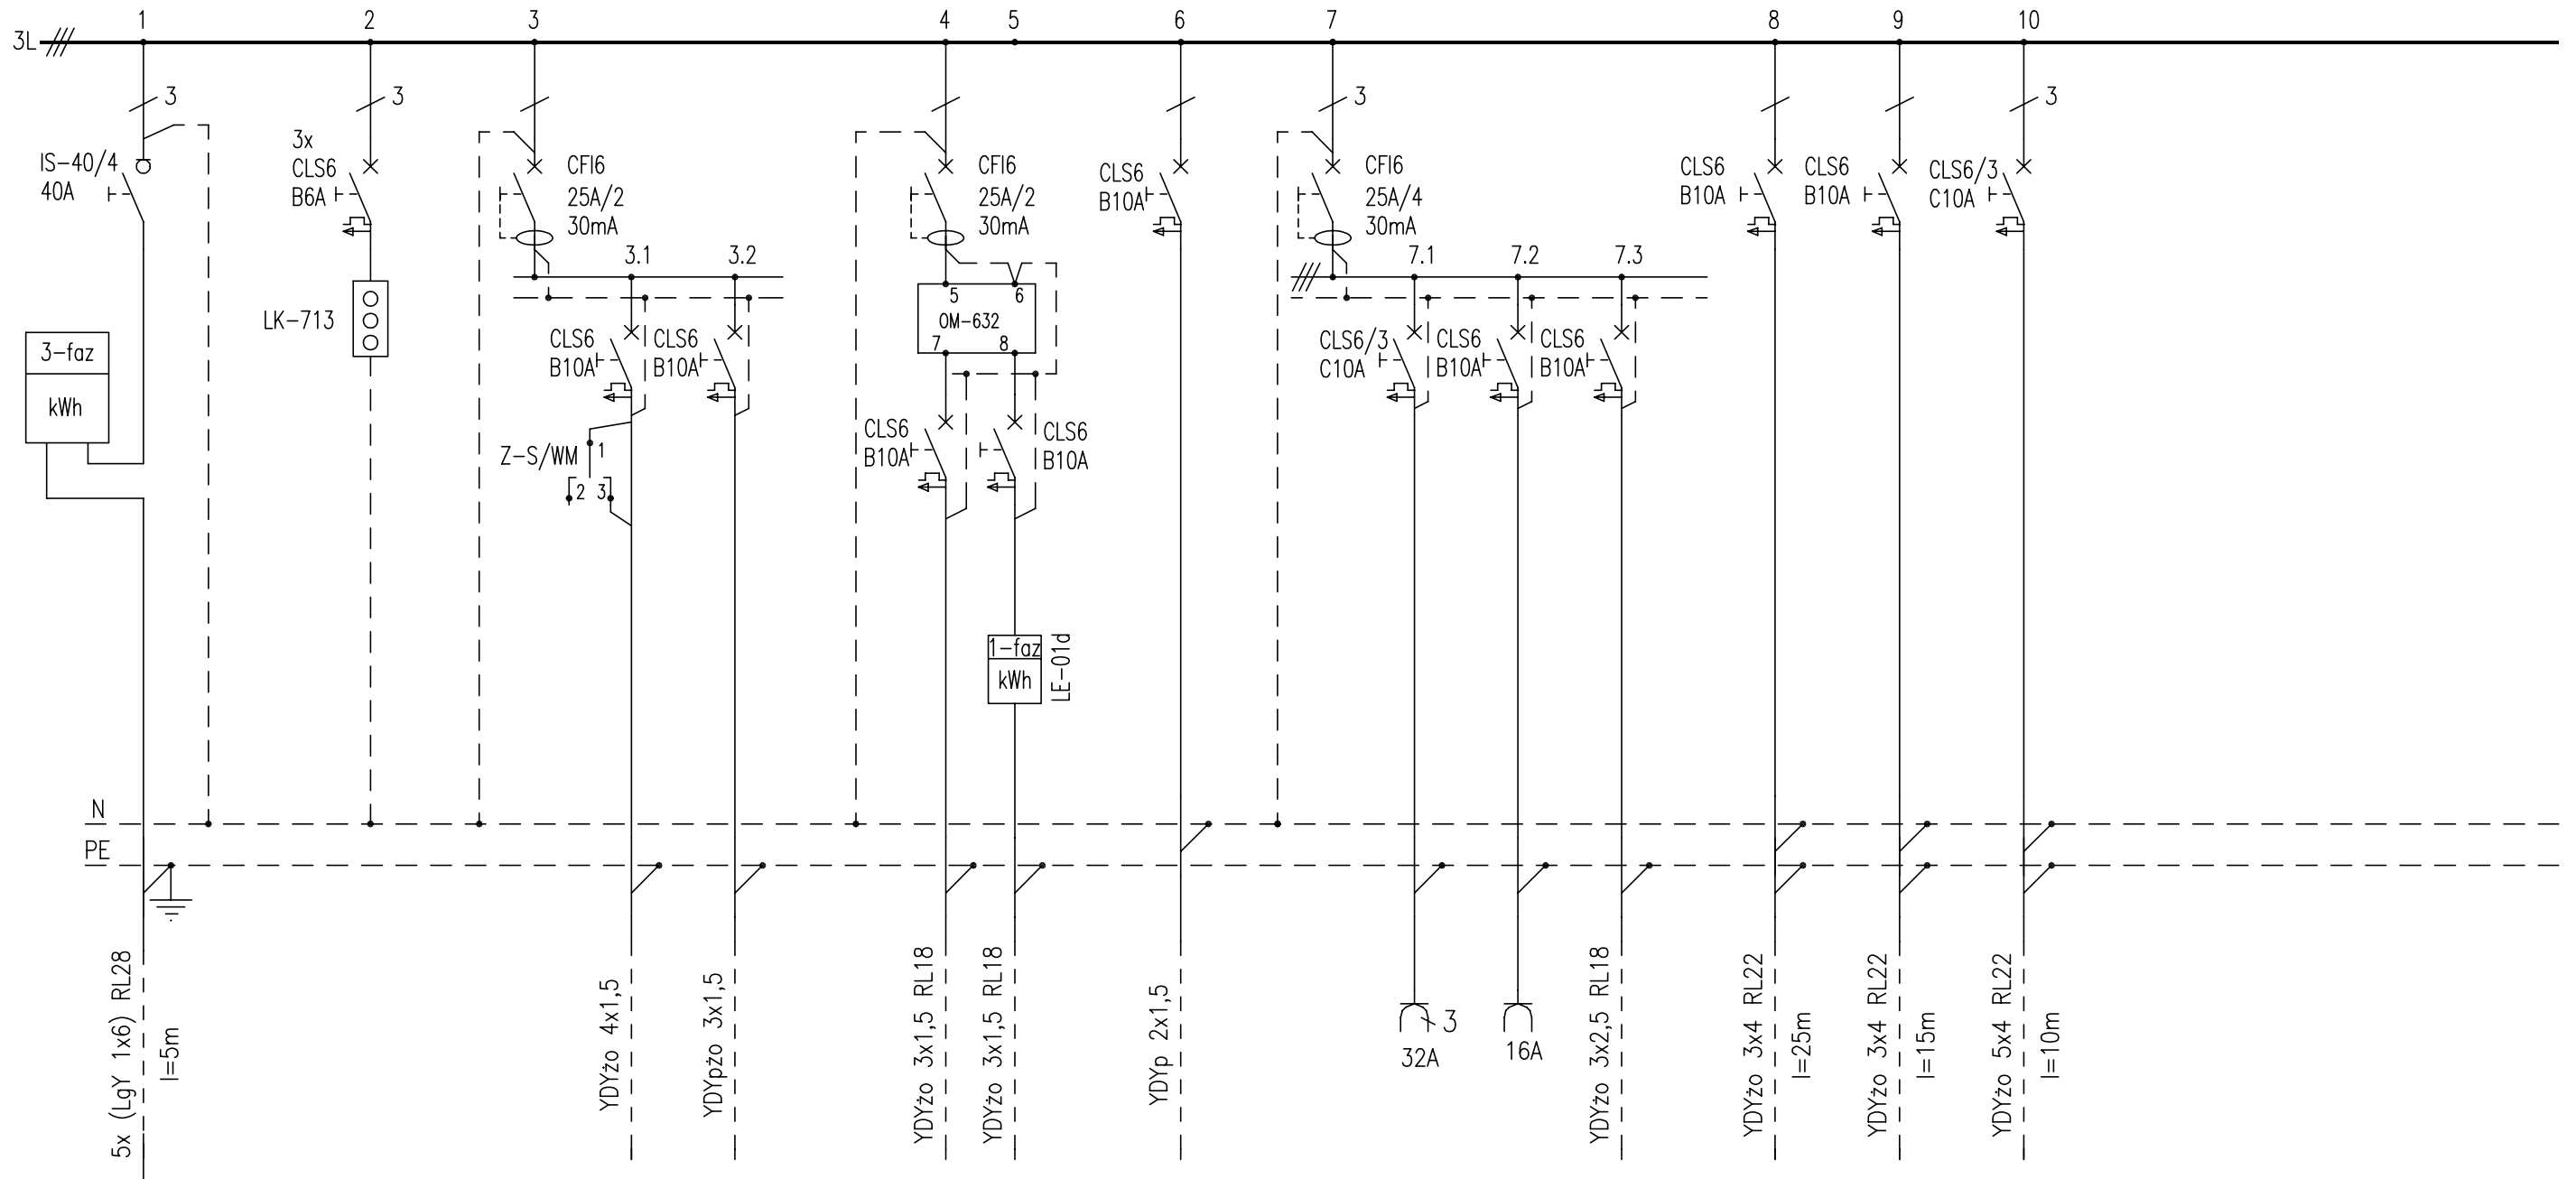 1
2
3
4
5
6
7
8
9
10
3L
3
3
3
3
IS-40/4
40A
3x
CLS6
B6A
CFI6
25A/2
30mA
CFI6
25A/2
30mA
CLS6
B10A
CFI6
25A/4
30mA
CLS6
B10A
CLS6
B10A
CLS6/3
C10A
3.1
3.2
7.1
7.2
7.3
LK-713
5
6
OM-632
7
8
3-faz
kWh
CLS6
B10A
CLS6
B10A
CLS6/3
C10A
CLS6
B10A
CLS6
B10A
Z-S/WM
1
2
3
CLS6
B10A
CLS6
B10A
1-faz
kWh
LE-01d
N
PE
5x (LgY 1x6) RL28
l=5m
YDYżo 4x1,5
YDYpżo 3x1,5
YDYżo 3x1,5 RL18
YDYżo 3x1,5 RL18
YDYp 2x1,5
3
32A
16A
YDYżo 3x2,5 RL18
YDYżo 3x4 RL22
l=25m
YDYżo 3x4 RL22
l=15m
YDYżo 5x4 RL22
l=10m